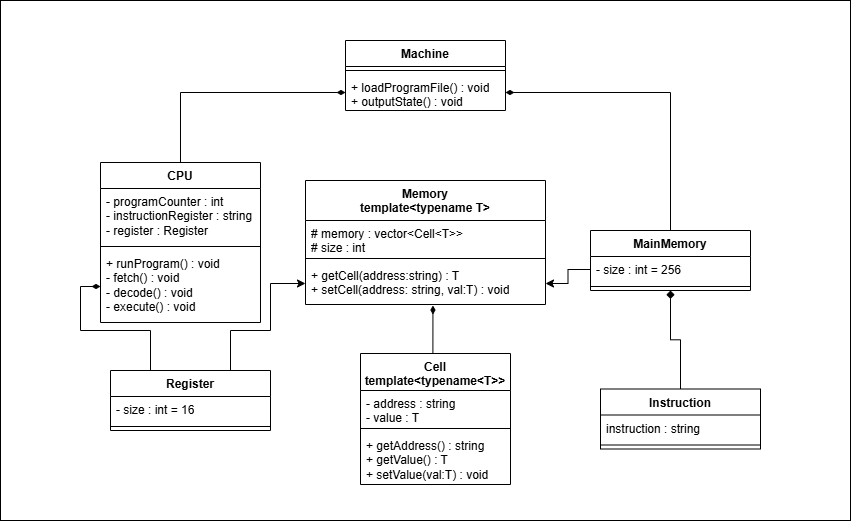 Machine
+ loadProgramFile() : void
+ outputState() : void
CPU
- programCounter : int
- instructionRegister : string
- register : Register
+ runProgram() : void
- fetch() : void
- decode() : void
- execute() : void
Memory
template<typename T>
# memory : vector<Cell<T>>
# size : int
+ getCell(address:string) : T
+ setCell(address: string, val:T) : void
MainMemory
- size : int = 256
Register
- size : int = 16
Cell
template<typename<T>>
- address : string
- value : T
+ getAddress() : string
+ getValue() : T
+ setValue(val:T) : void
Instruction
instruction : string